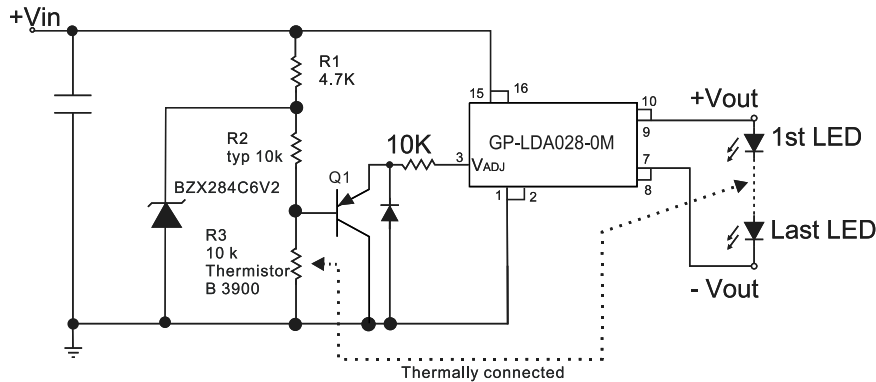 +Vin
R1
4.7K
15
16
10
+Vout
9
1st LED
GP-LDA028-0M
R2
typ 10k
10K
3
VADJ
7
8
Q1
BZX284C6V2
1
2
R3
10 k
Thermistor
B 3900
Last LED
- Vout
Thermally connected